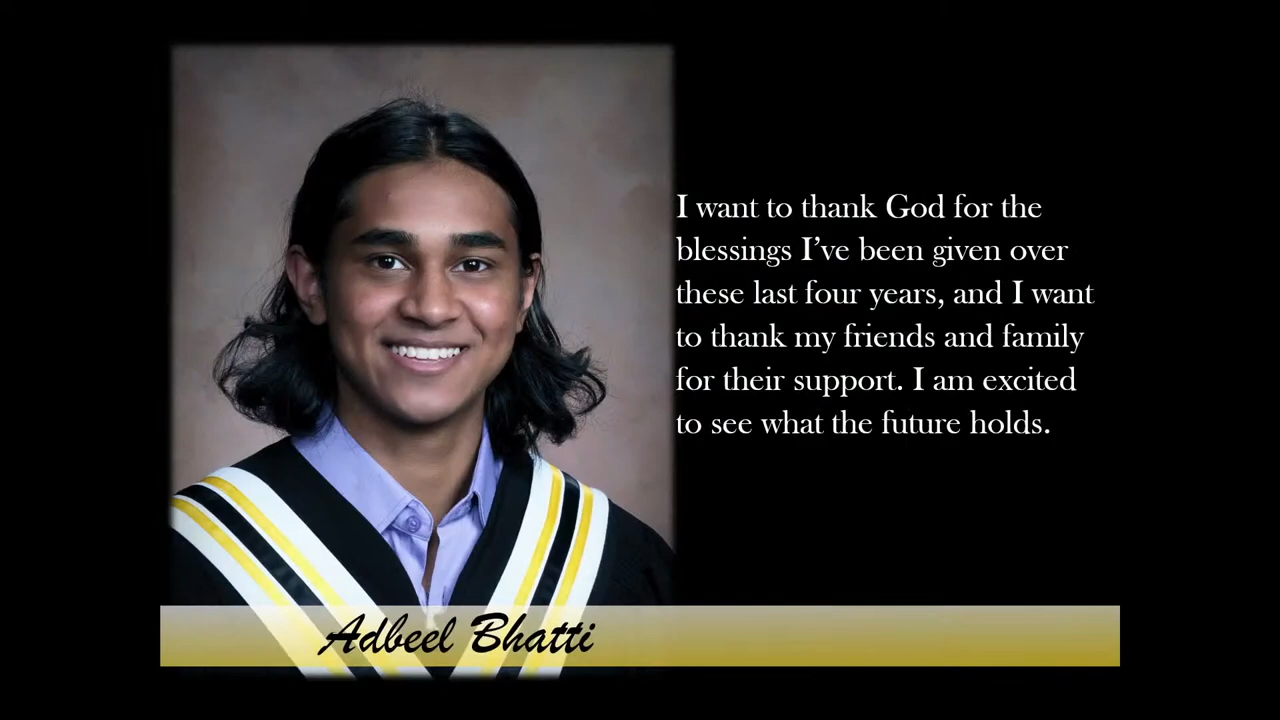 I want to thank God for the
blessings I’ve been given over
these last four years, and I want
to thank my friends and family
for their support. I am excited
to see what the future holds.
Adbeel Bhatti